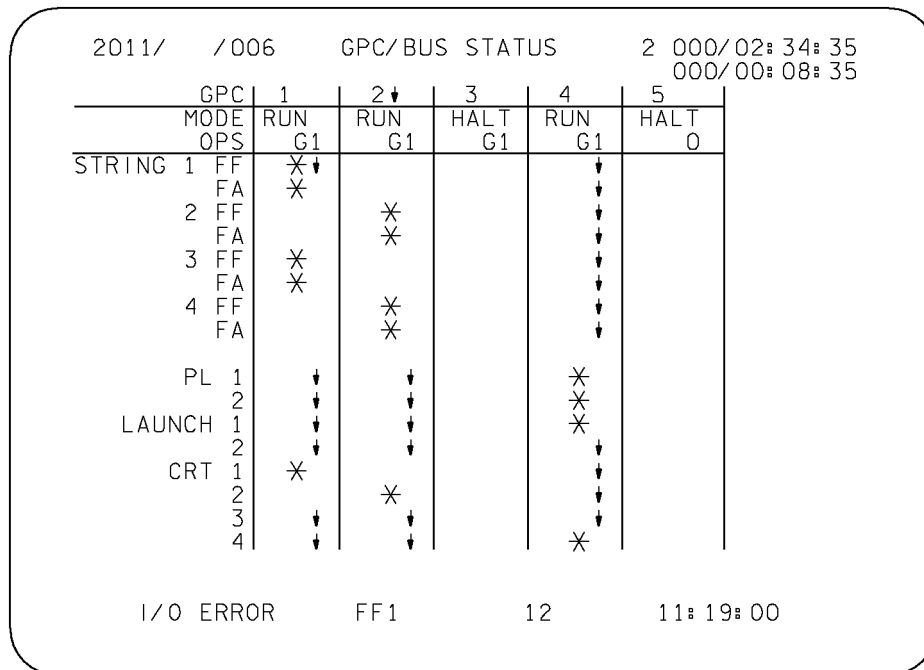 2011/ /006 GPC/BUS STATUS 2 000/02:34:35
000/00:08:35
GPC 1 2↓ 3 4 5
MODE RUN RUN HALT RUN HALT
OPS G1 G1 G1 G1 0
STRING 1 FF *↓ ↓
FA * ↓
2 FF * ↓
FA * ↓
3 FF * ↓
FA * ↓
4 FF * ↓
FA * ↓
PL 1 ↓ ↓ *
2 ↓ ↓ *
LAUNCH 1 ↓ ↓ *
2 ↓ ↓ ↓
CRT 1 * ↓
2 * ↓
3 ↓ ↓ ↓
4 ↓ ↓ *
I/O ERROR FF1 12 11:19:00